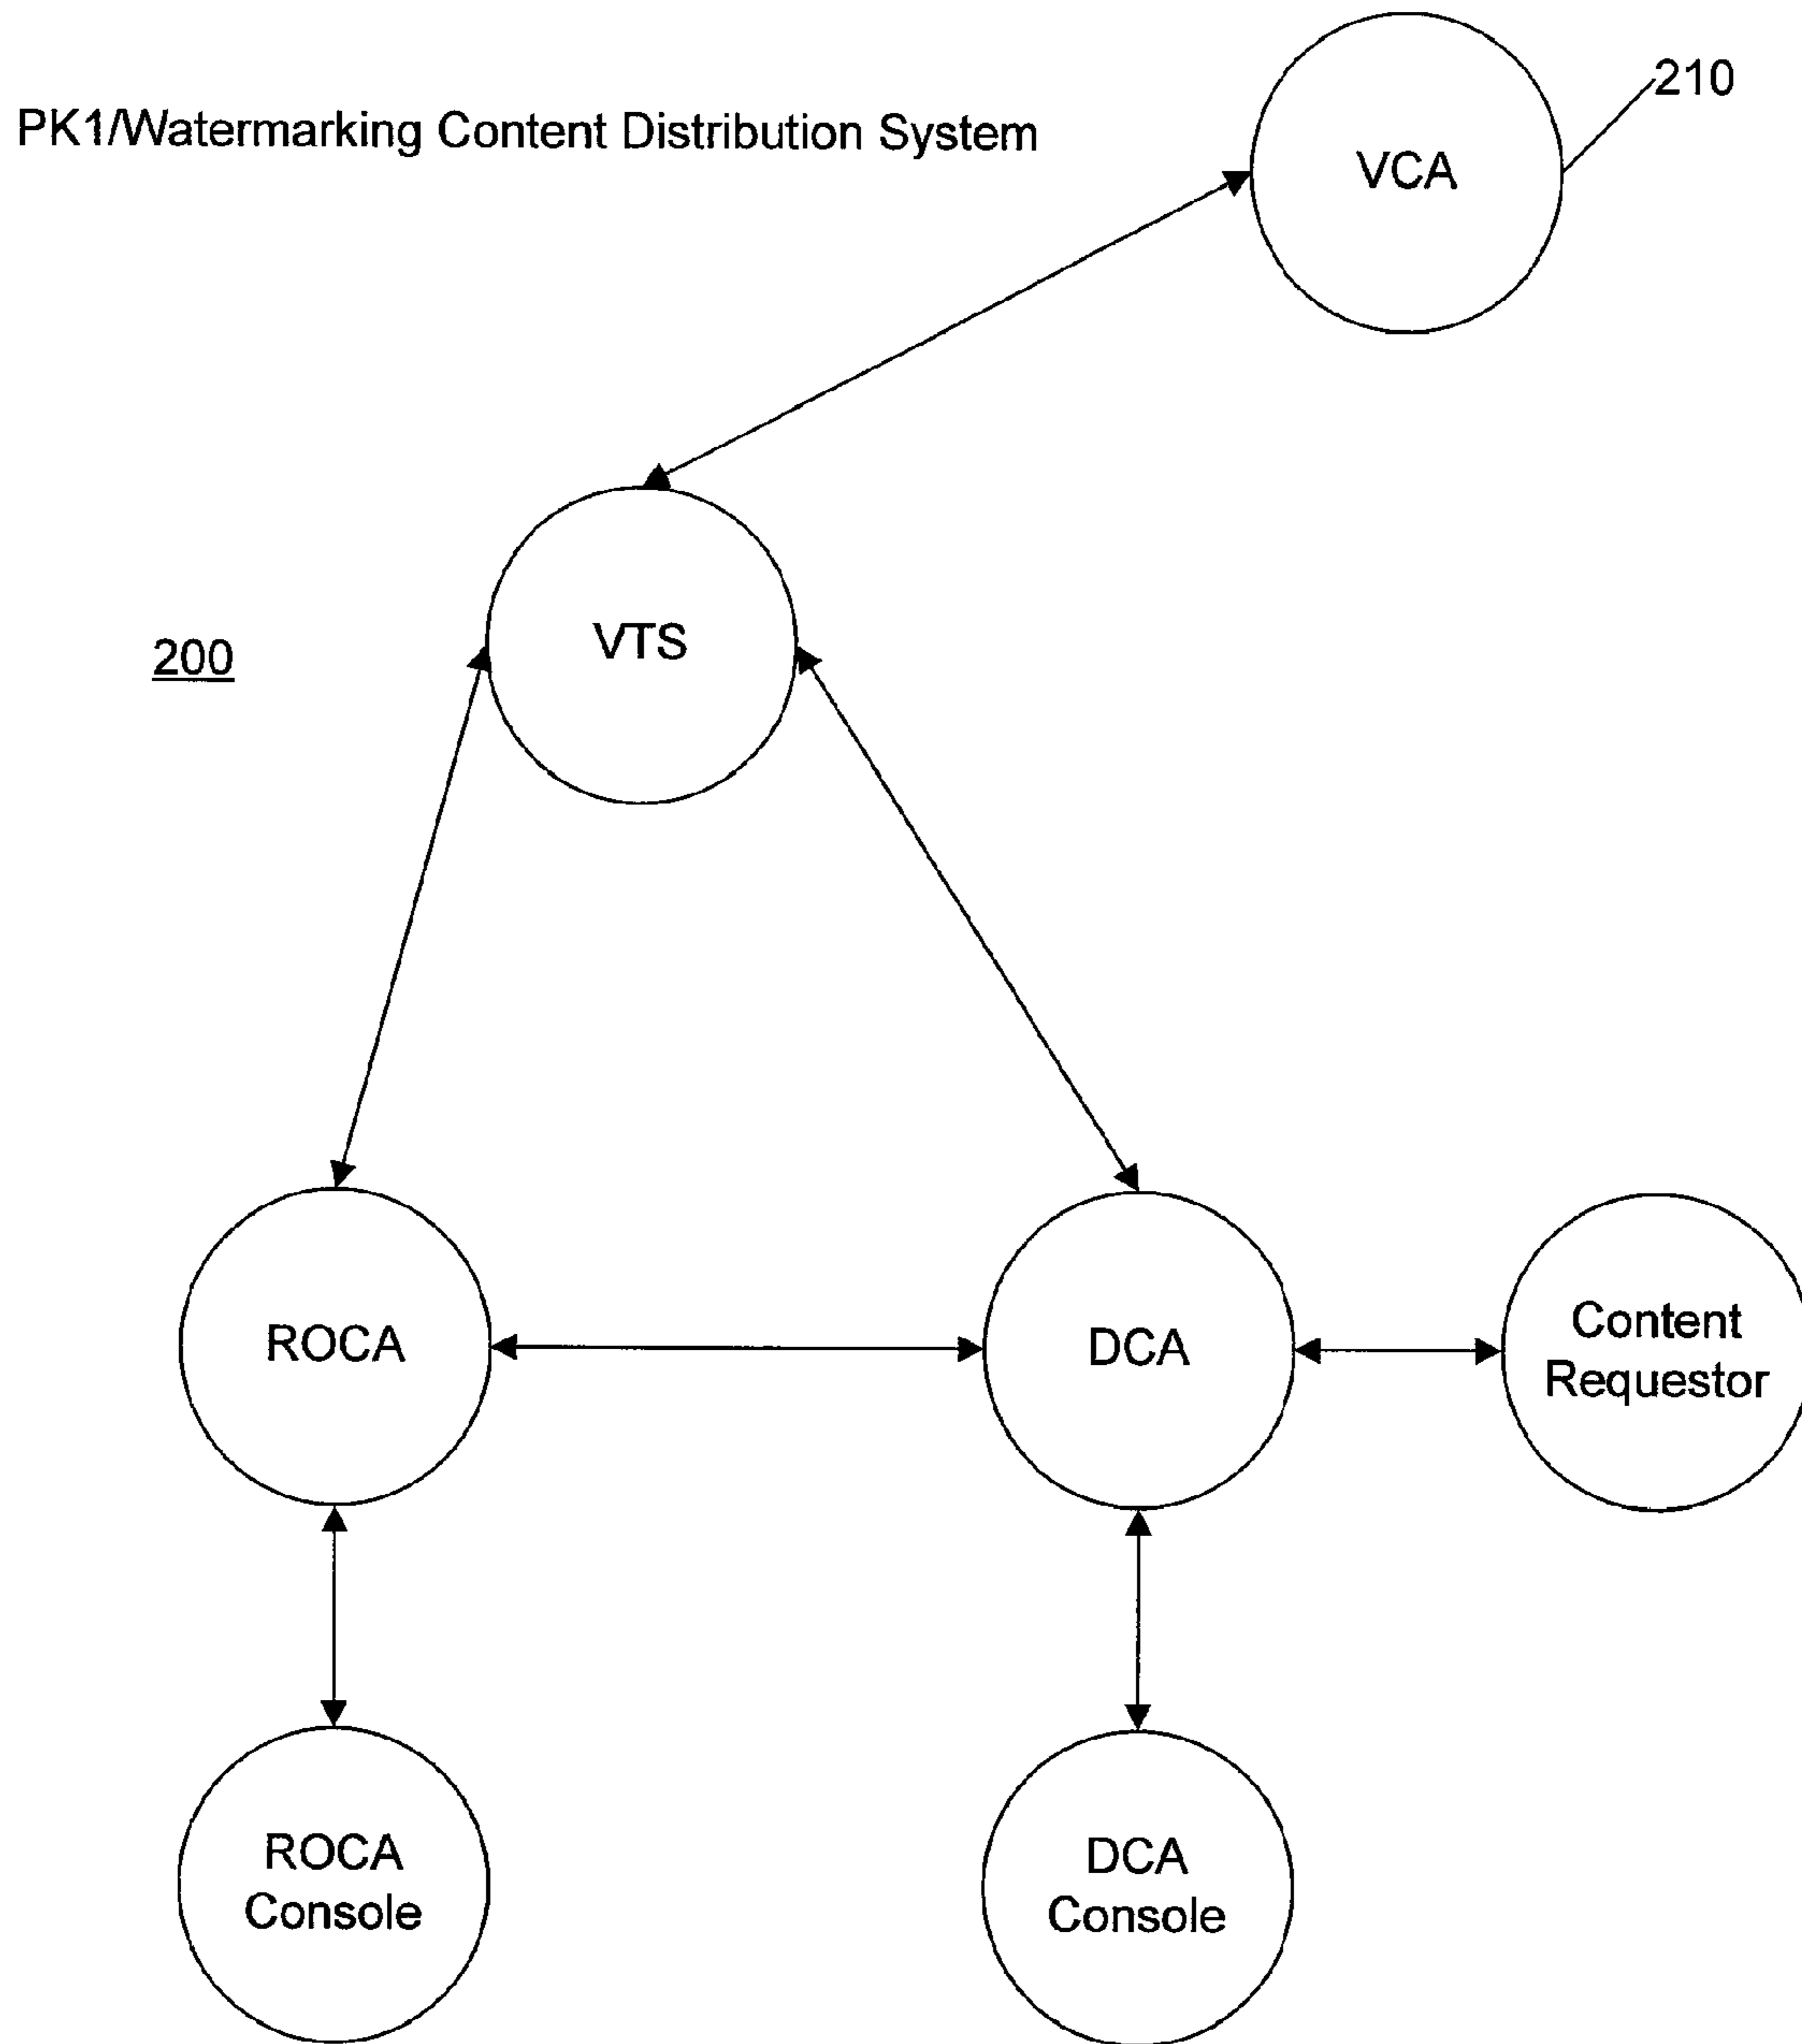 210
PK1/Watermarking Content Distribution System
VCA
VTS
200
ROCA
DCA
Content
Requestor
ROCA
Console
DCA
Console